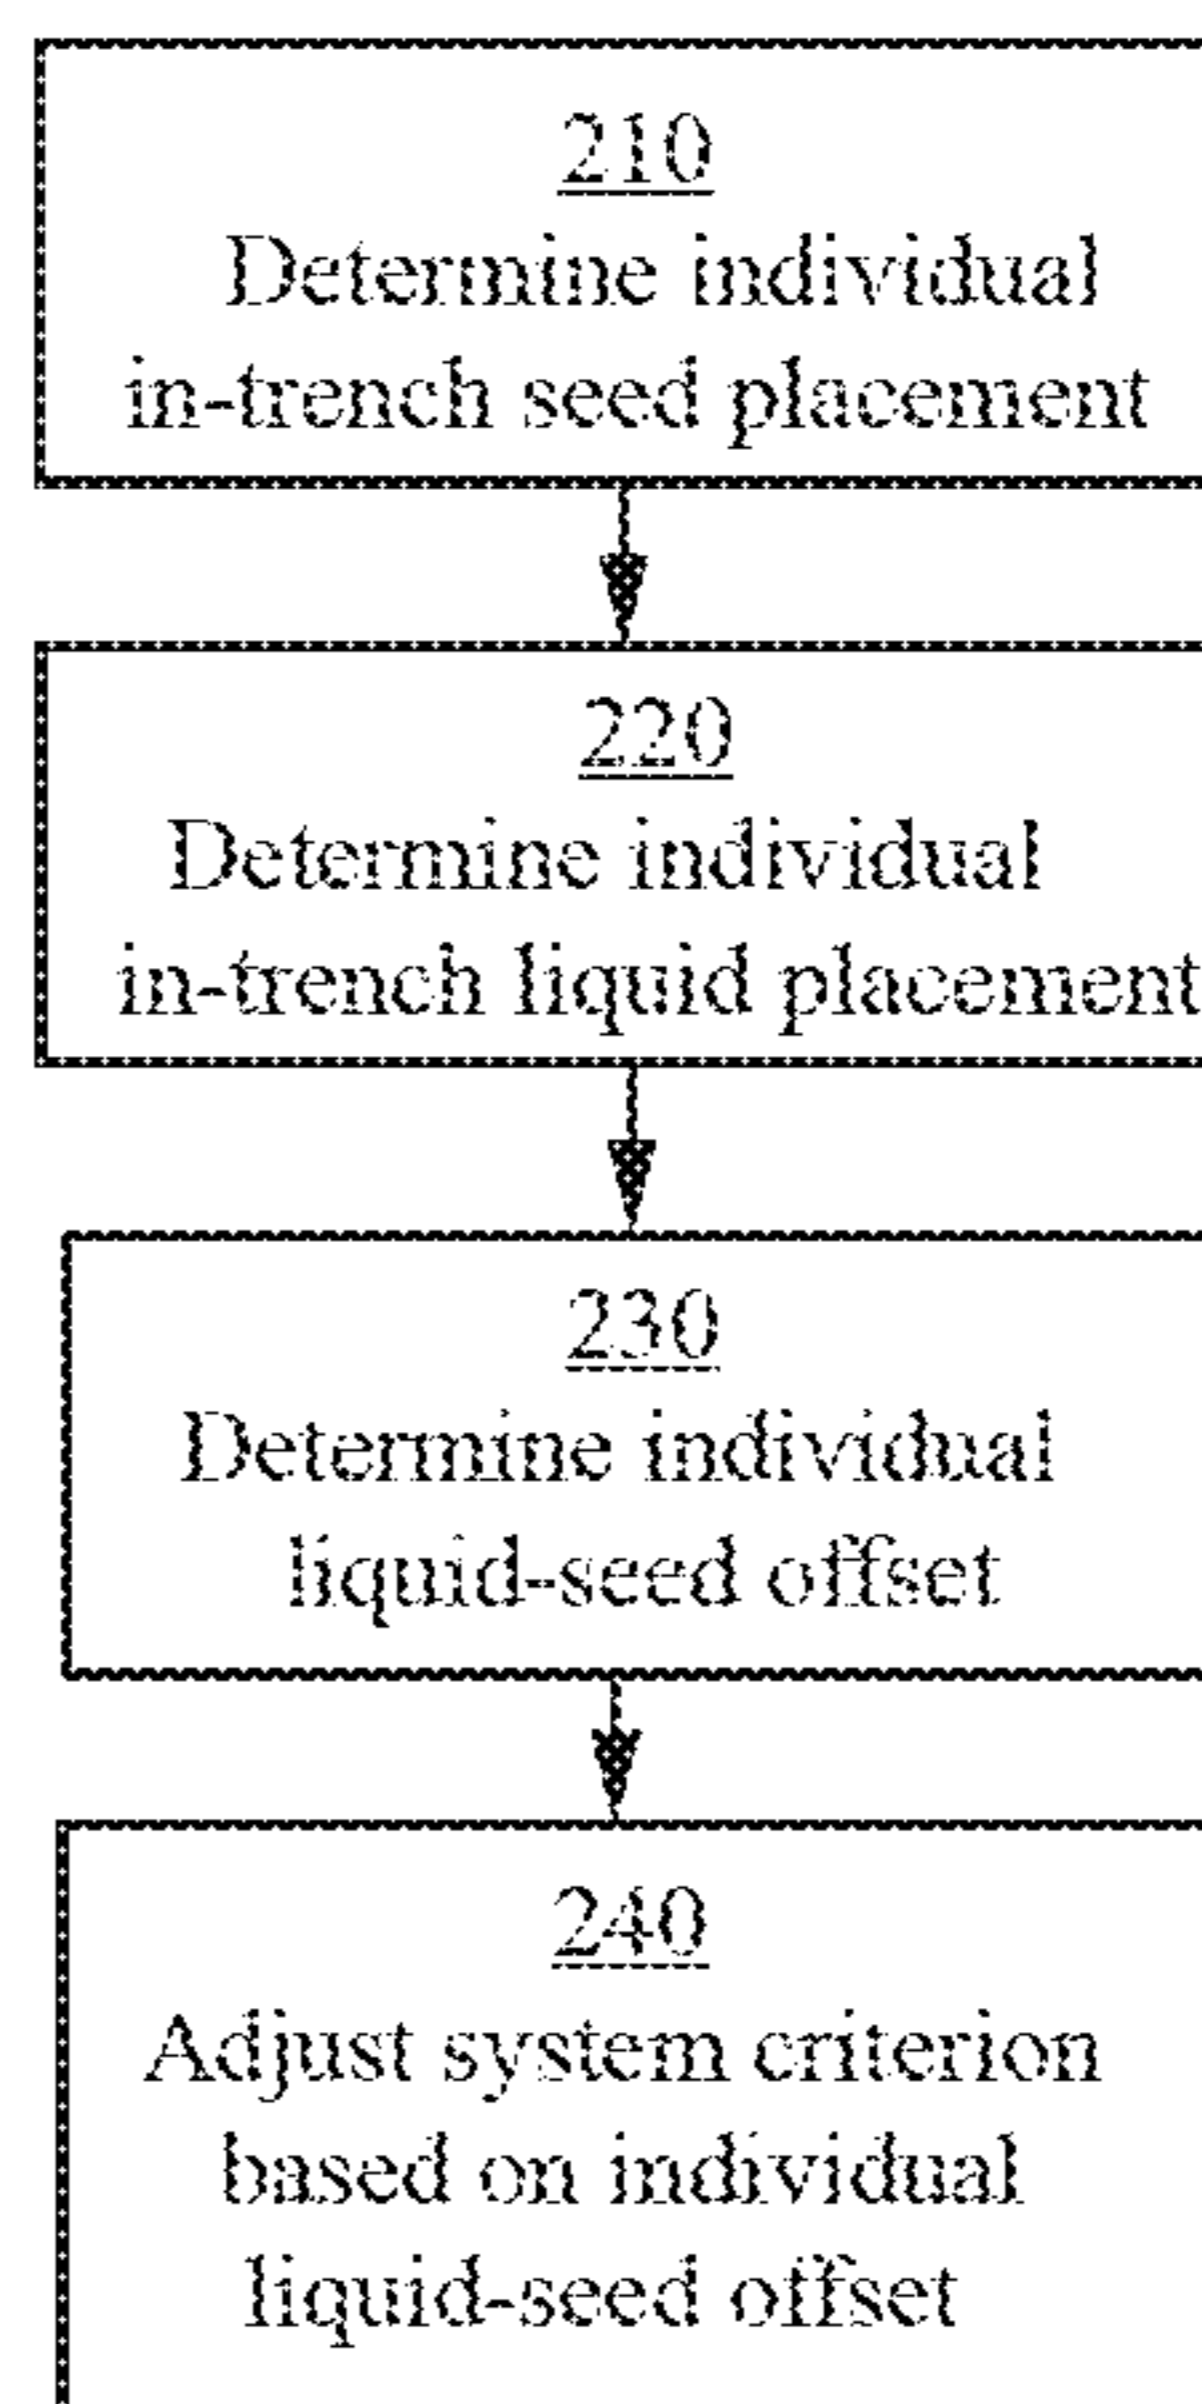 210
Determine individual
in-trench seed placement
220
Determine individual
in-trench liquid placement
230
Determine individual
liquid-seed offset
240
Adjust system criterion
based on individual
liquid-seed offset